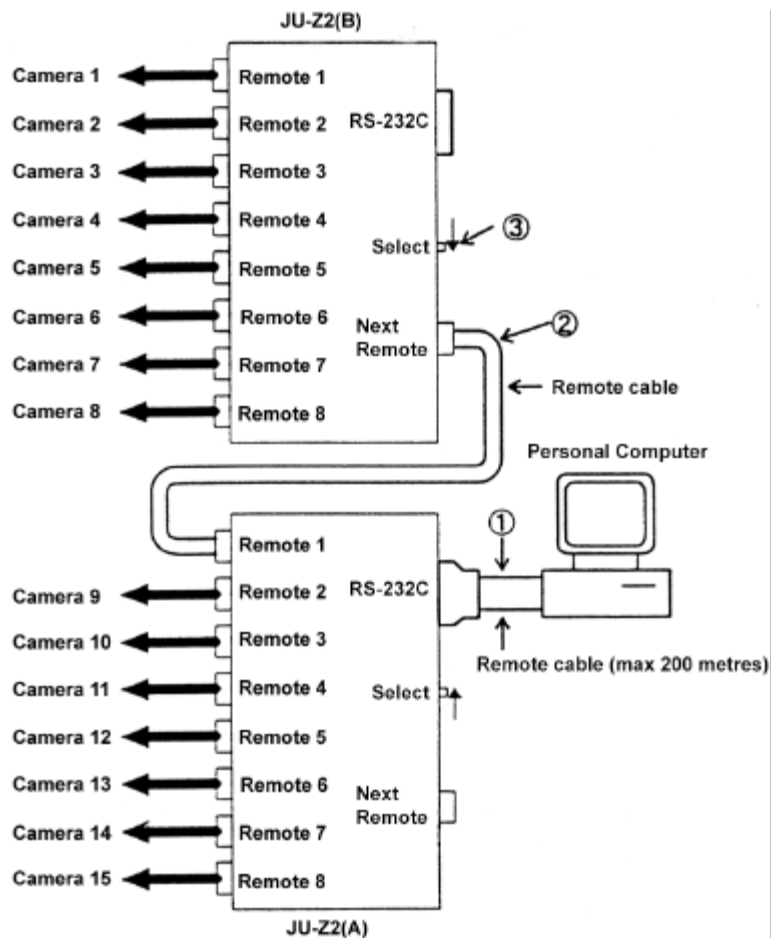 JU-Z2(B)
Camera 1
Remote 1
Camera 2
Remote 2
RS-232C
Camera 3
Remote 3
Camera 4
Remote 4
Select
③
Camera 5
Remote 5
Camera 6
Remote 6
Next
Remote
②
Camera 7
Remote 7
Remote cable
Camera 8
Remote 8
Personal Computer
①
Remote 1
Camera 9
Remote 2
RS-232C
Camera 10
Remote 3
Remote cable (max 200 metres)
Camera 11
Remote 4
Select
Camera 12
Remote 5
Camera 13
Remote 6
Next
Remote
Camera 14
Remote 7
Camera 15
Remote 8
JU-Z2(A)